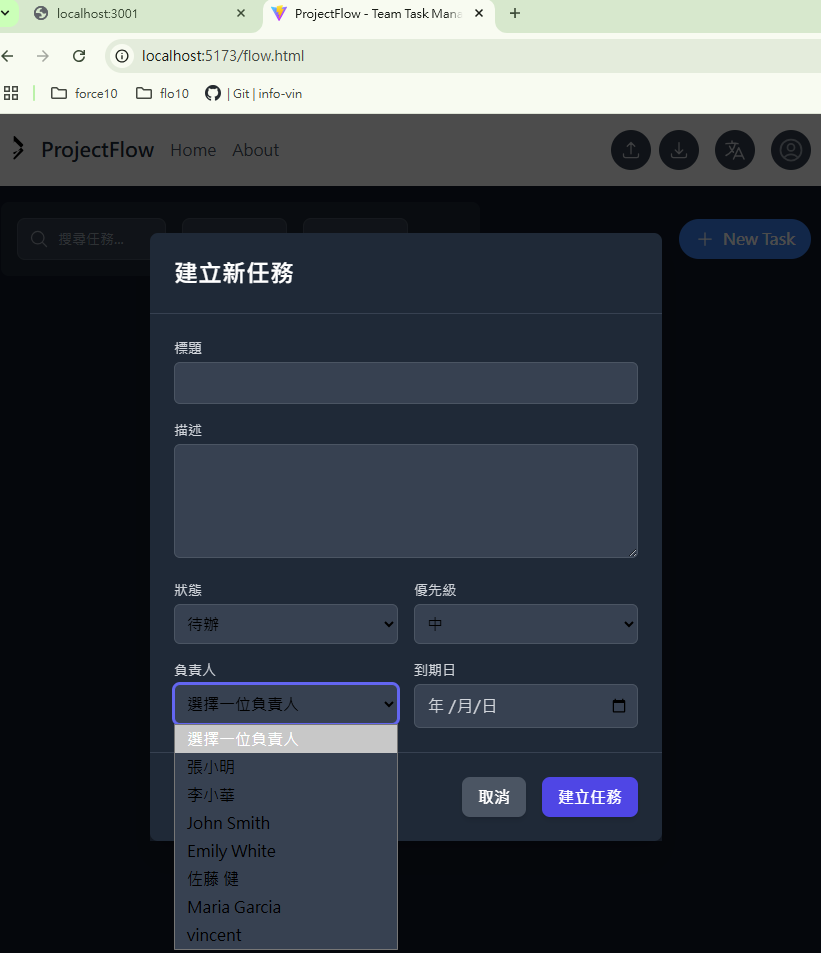 localhost:3001
ProjectFlow - Team Task Mana
localhost:5173/flow.html
force10
flo10
| Git | info-vin
ProjectFlow
Home
About
搜尋任務...
New Task
建立新任務
標題
描述
狀態
優先級
待辦
中
負責人
到期日
選擇一位負責人
年 /月/日
選擇一位負責人
張小明
李小華
John Smith
Emily White
佐藤 健
Maria Garcia
vincent
取消
建立任務